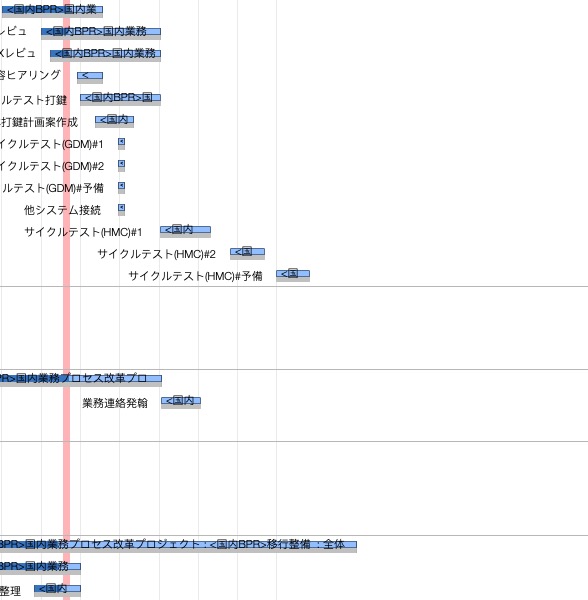 <国内BPR>国内業
レビュ <国内BPR>国内業務
Xレビュ <国内BPR>国内業務
容ヒアリング <
ルテスト打鍵 <国内BPR>国
打鍵計画案作成 <国内
イクルテスト(GDM)#1 <
イクルテスト(GDM)#2 <
ルテスト(GDM)#予備 <
他システム接続 <
サイクルテスト(HMC)#1 <国内
サイクルテスト(HMC)#2 <国
サイクルテスト(HMC)#予備 <国
PR>国内業務プロセス改革プロ
業務連絡発翰 <国内
BPR>国内業務プロセス改革プロジェクト:<国内BPR>移行整備:全体
BPR>国内業務
整理 <国内